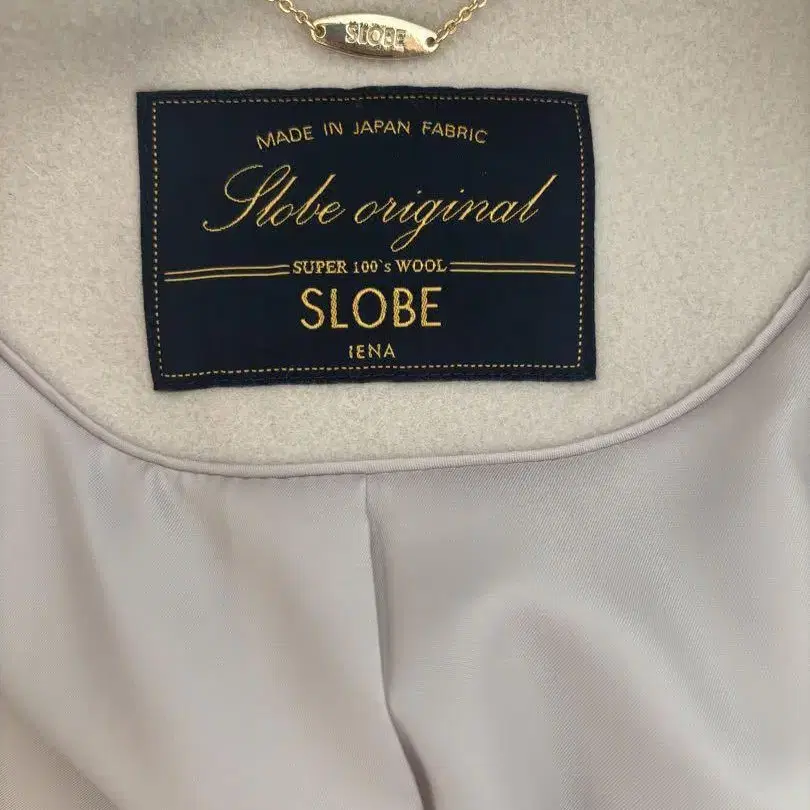 SLOBE
MADE IN JAPAN FABRIC
Slobe original
SUPER 100`s WOOL
SLOBE
IENA